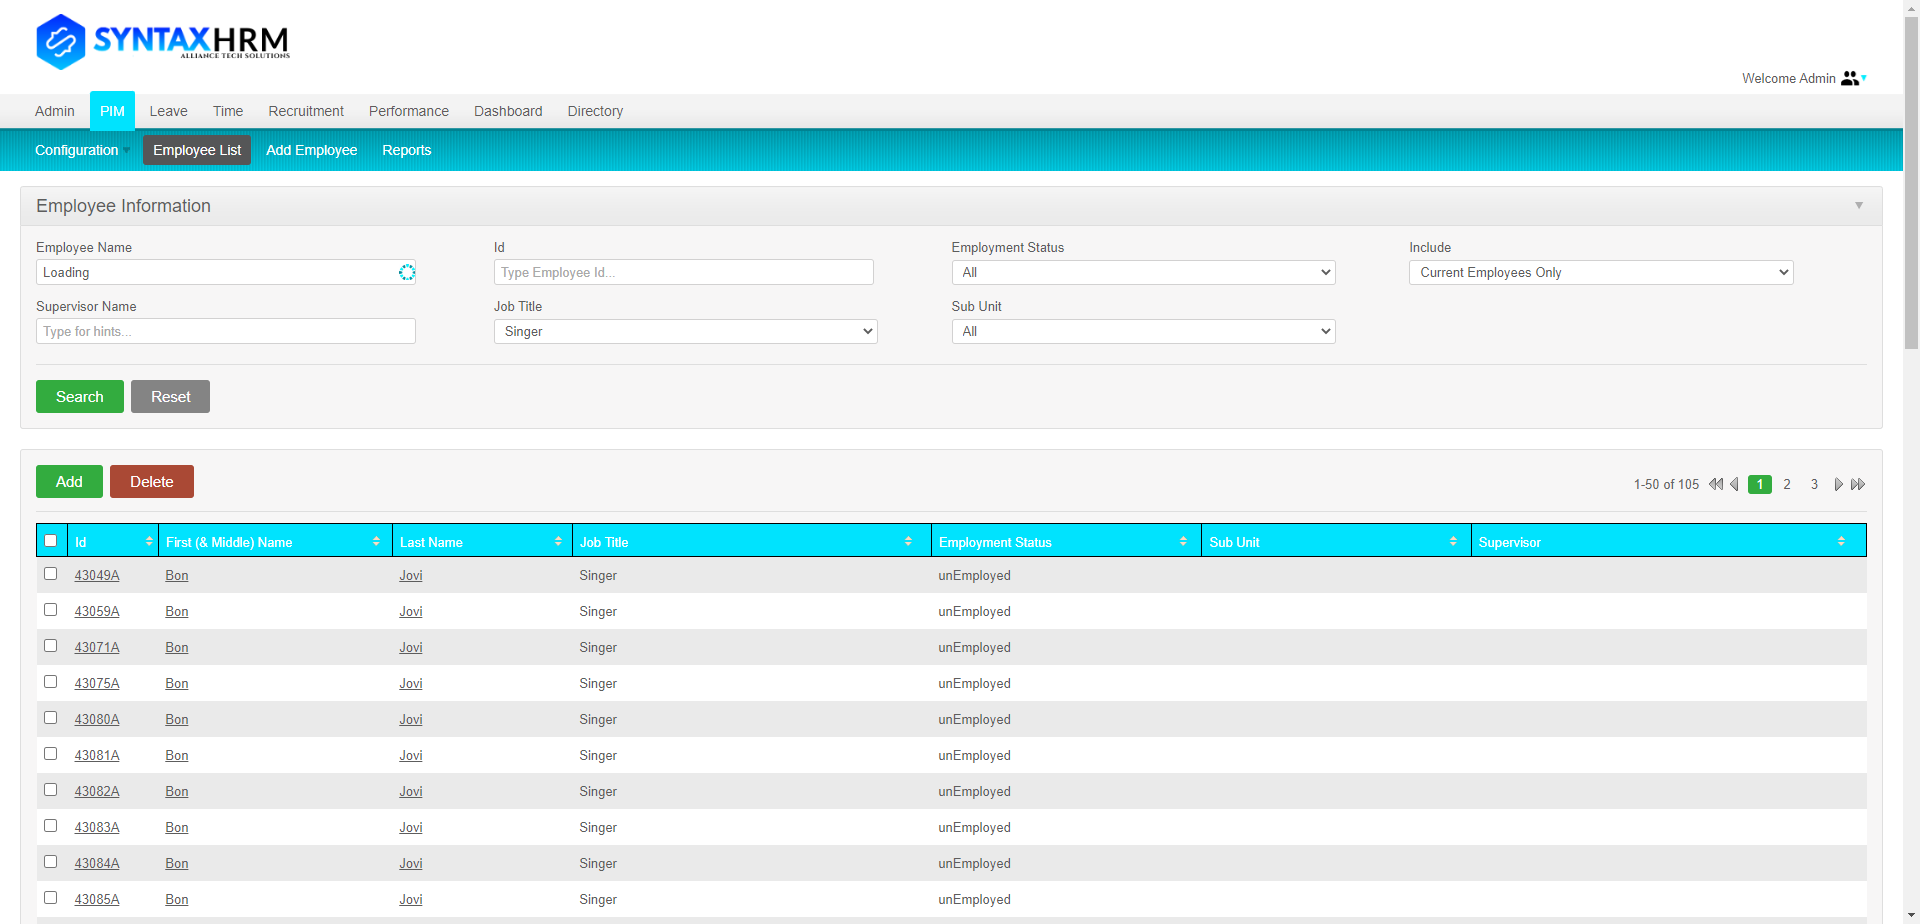 SYNTAXHRM
ALLIANCE TECH SOLUTIONS
Welcome Admin
Admin PIM Leave Time Recruitment Performance Dashboard Directory
Configuration Employee List Add Employee Reports
Employee Information
Employee Name Id Employment Status Include
Loading Type Employee Id... All Current Employees Only
Supervisor Name Job Title Sub Unit
Type for hints... Singer All
Search Reset
Add Delete 1-50 of 105 1 2 3
Id First (& Middle) Name Last Name Job Title Employment Status Sub Unit Supervisor
43049A Bon Jovi Singer unEmployed
43059A Bon Jovi Singer unEmployed
43071A Bon Jovi Singer unEmployed
43075A Bon Jovi Singer unEmployed
43080A Bon Jovi Singer unEmployed
43081A Bon Jovi Singer unEmployed
43082A Bon Jovi Singer unEmployed
43083A Bon Jovi Singer unEmployed
43084A Bon Jovi Singer unEmployed
43085A Bon Jovi Singer unEmployed